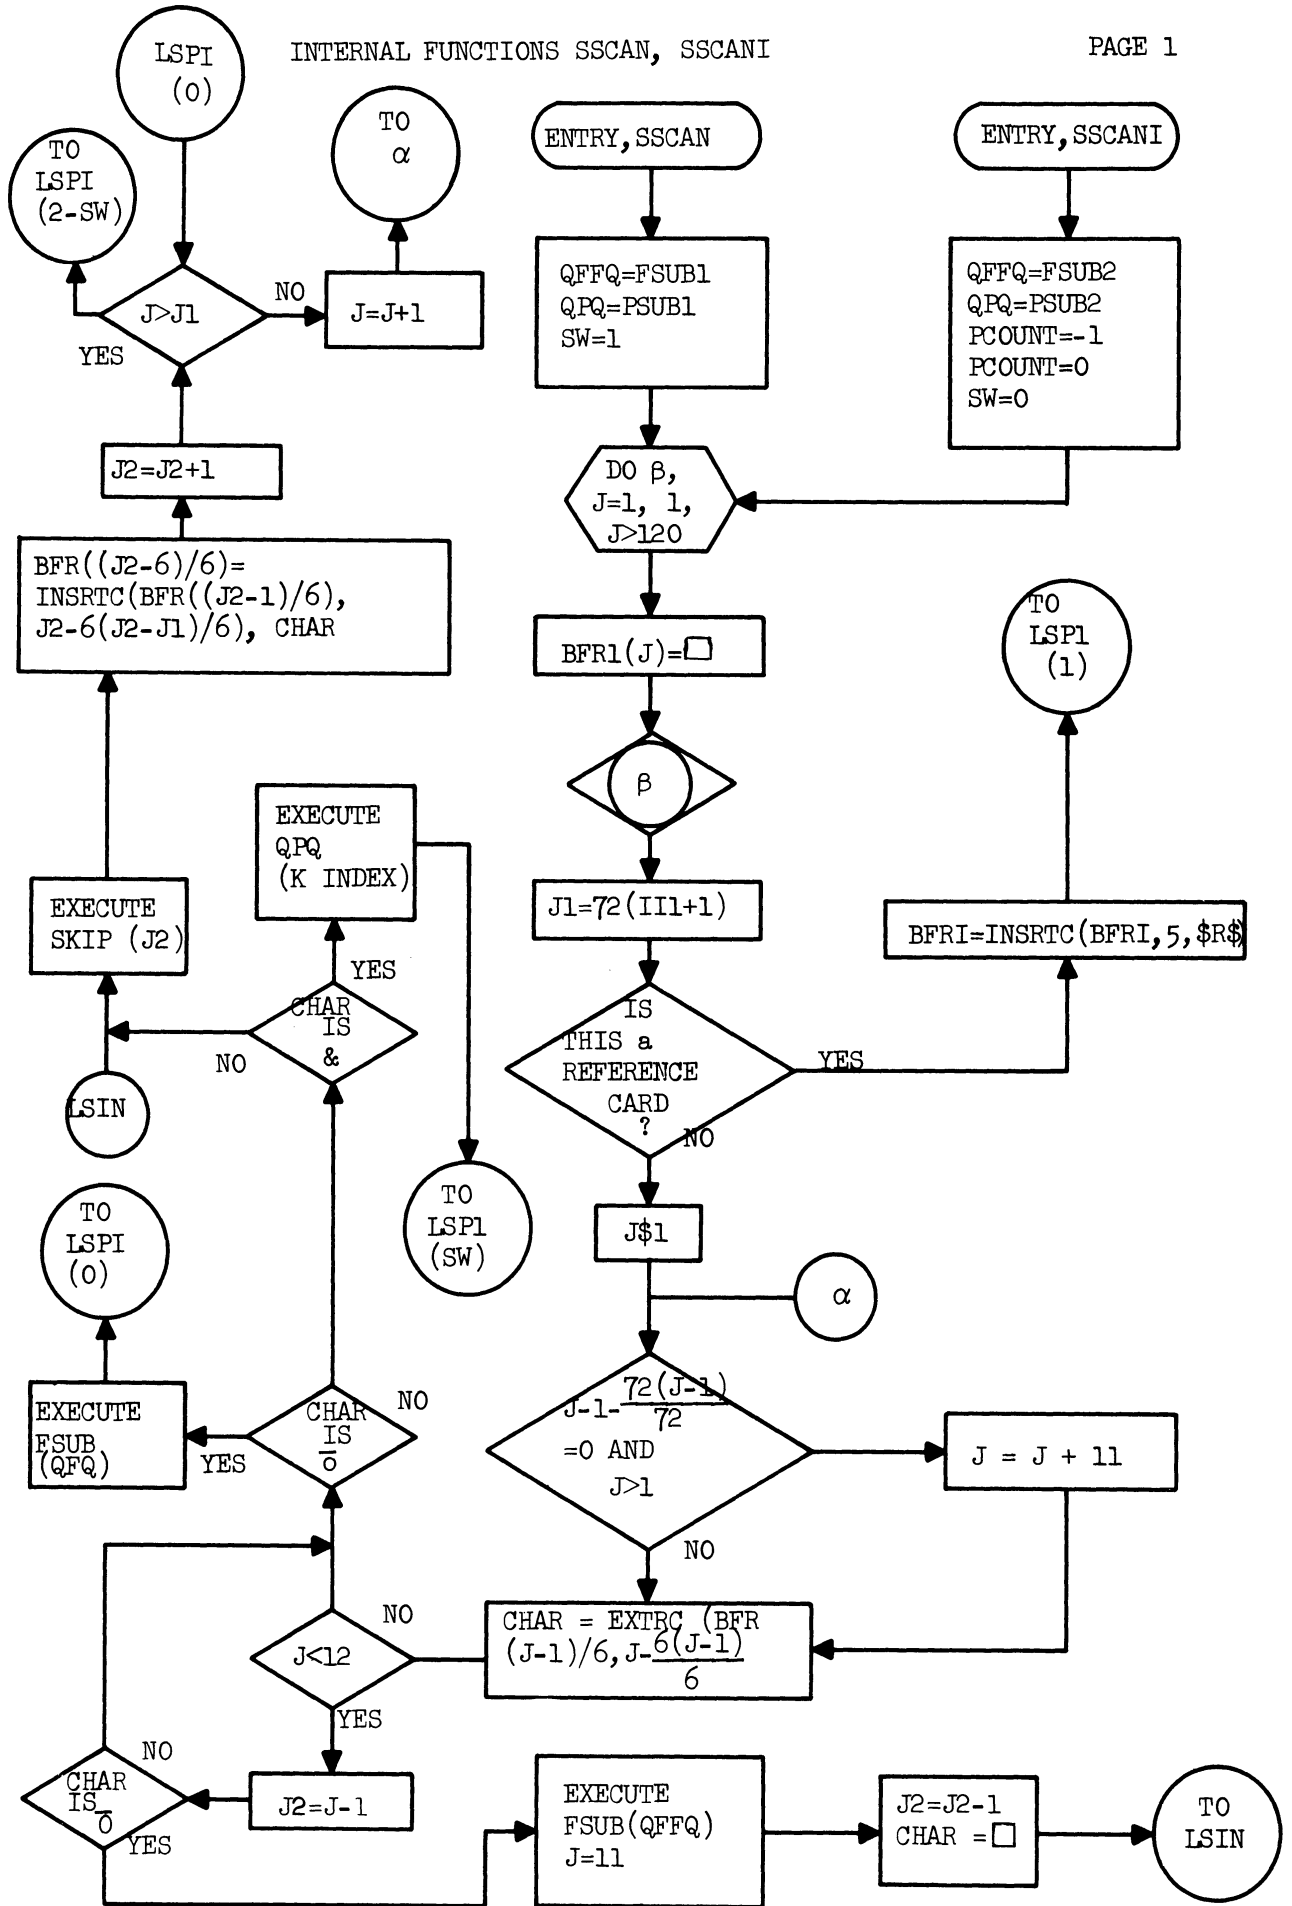 INTERNAL FUNCTIONS SSCAN, SSCANI
PAGE 1
LSPI
(0)
TO
LSPI
(2-SW)
TO
α
J>J1
NO
YES
J=J+1
J2=J2+1
BFR((J2-6)/6)=
INSRTC(BFR((J2-1)/6),
J2-6(J2-J1)/6), CHAR
EXECUTE
SKIP (J2)
LSIN
EXECUTE
QPQ
(K INDEX)
YES
CHAR
IS
&
NO
TO
LSPI
(0)
TO
LSP1
(SW)
EXECUTE
FSUB
(QFQ)
YES
CHAR
IS
ō
NO
J<12
NO
YES
J2=J-1
NO
CHAR
IS ō
YES
ENTRY,SSCAN
QFFQ=FSUB1
QPQ=PSUB1
SW=1
DO β,
J=1, 1,
J>120
BFR1(J)=□
β
J1=72(II1+1)
IS
THIS a
REFERENCE
CARD
?
YES
NO
J$1
α
J-1-72(J-1)/72
=0 AND
J>1
NO
J = J + 11
CHAR = EXTRC (BFR
(J-1)/6,J-6(J-1)/6
ENTRY,SSCANI
QFFQ=FSUB2
QPQ=PSUB2
PCOUNT=-1
PCOUNT=0
SW=0
TO
LSP1
(1)
BFRI=INSRTC(BFRI,5,$R$)
EXECUTE
FSUB(QFFQ)
J=11
J2=J2-1
CHAR =□
TO
LSIN